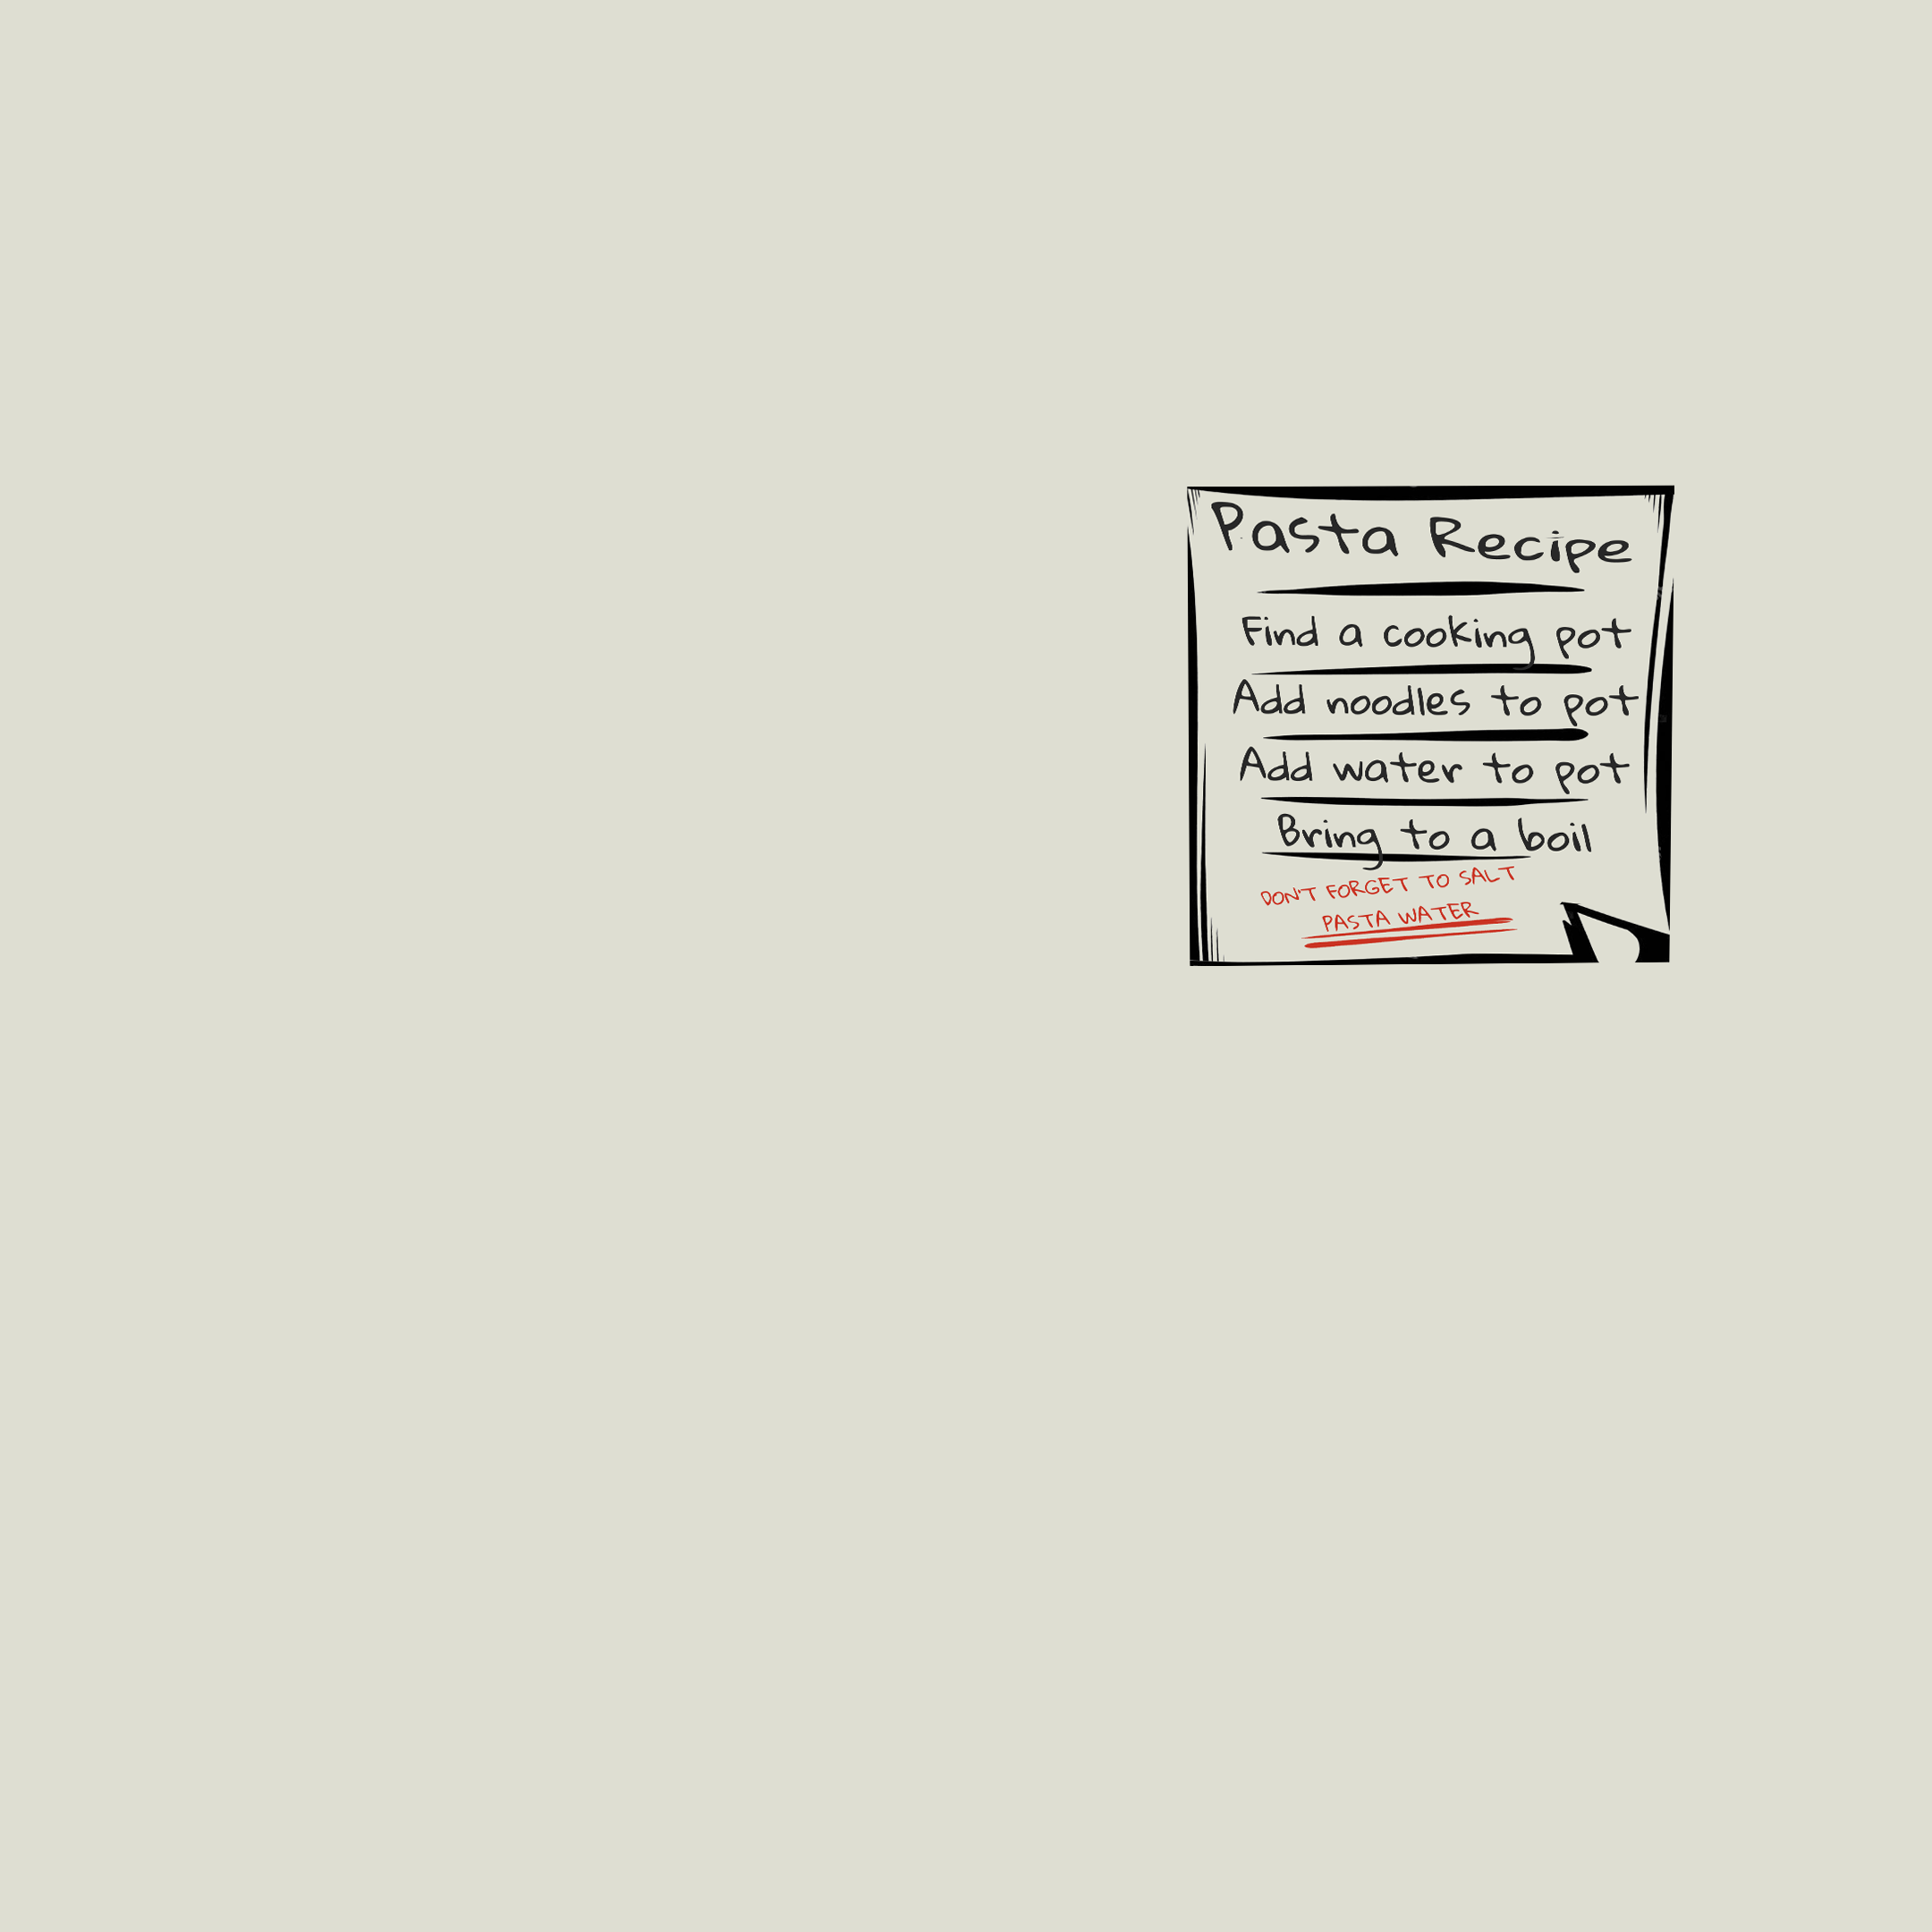 Pasta Recipe
Find a cooking pot
Add noodles to pot
Add water to pot
Bring to a boil
DON'T FORGET TO SALT
PASTA WATER